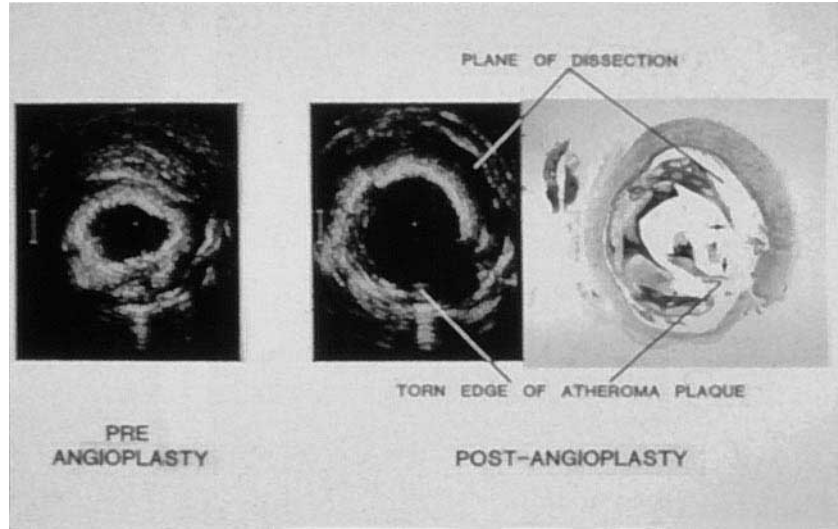 PLANE OF DISSECTION
TORN EDGE OF ATHEROMA PLAQUE
PRE
ANGIOPLASTY
POST-ANGIOPLASTY